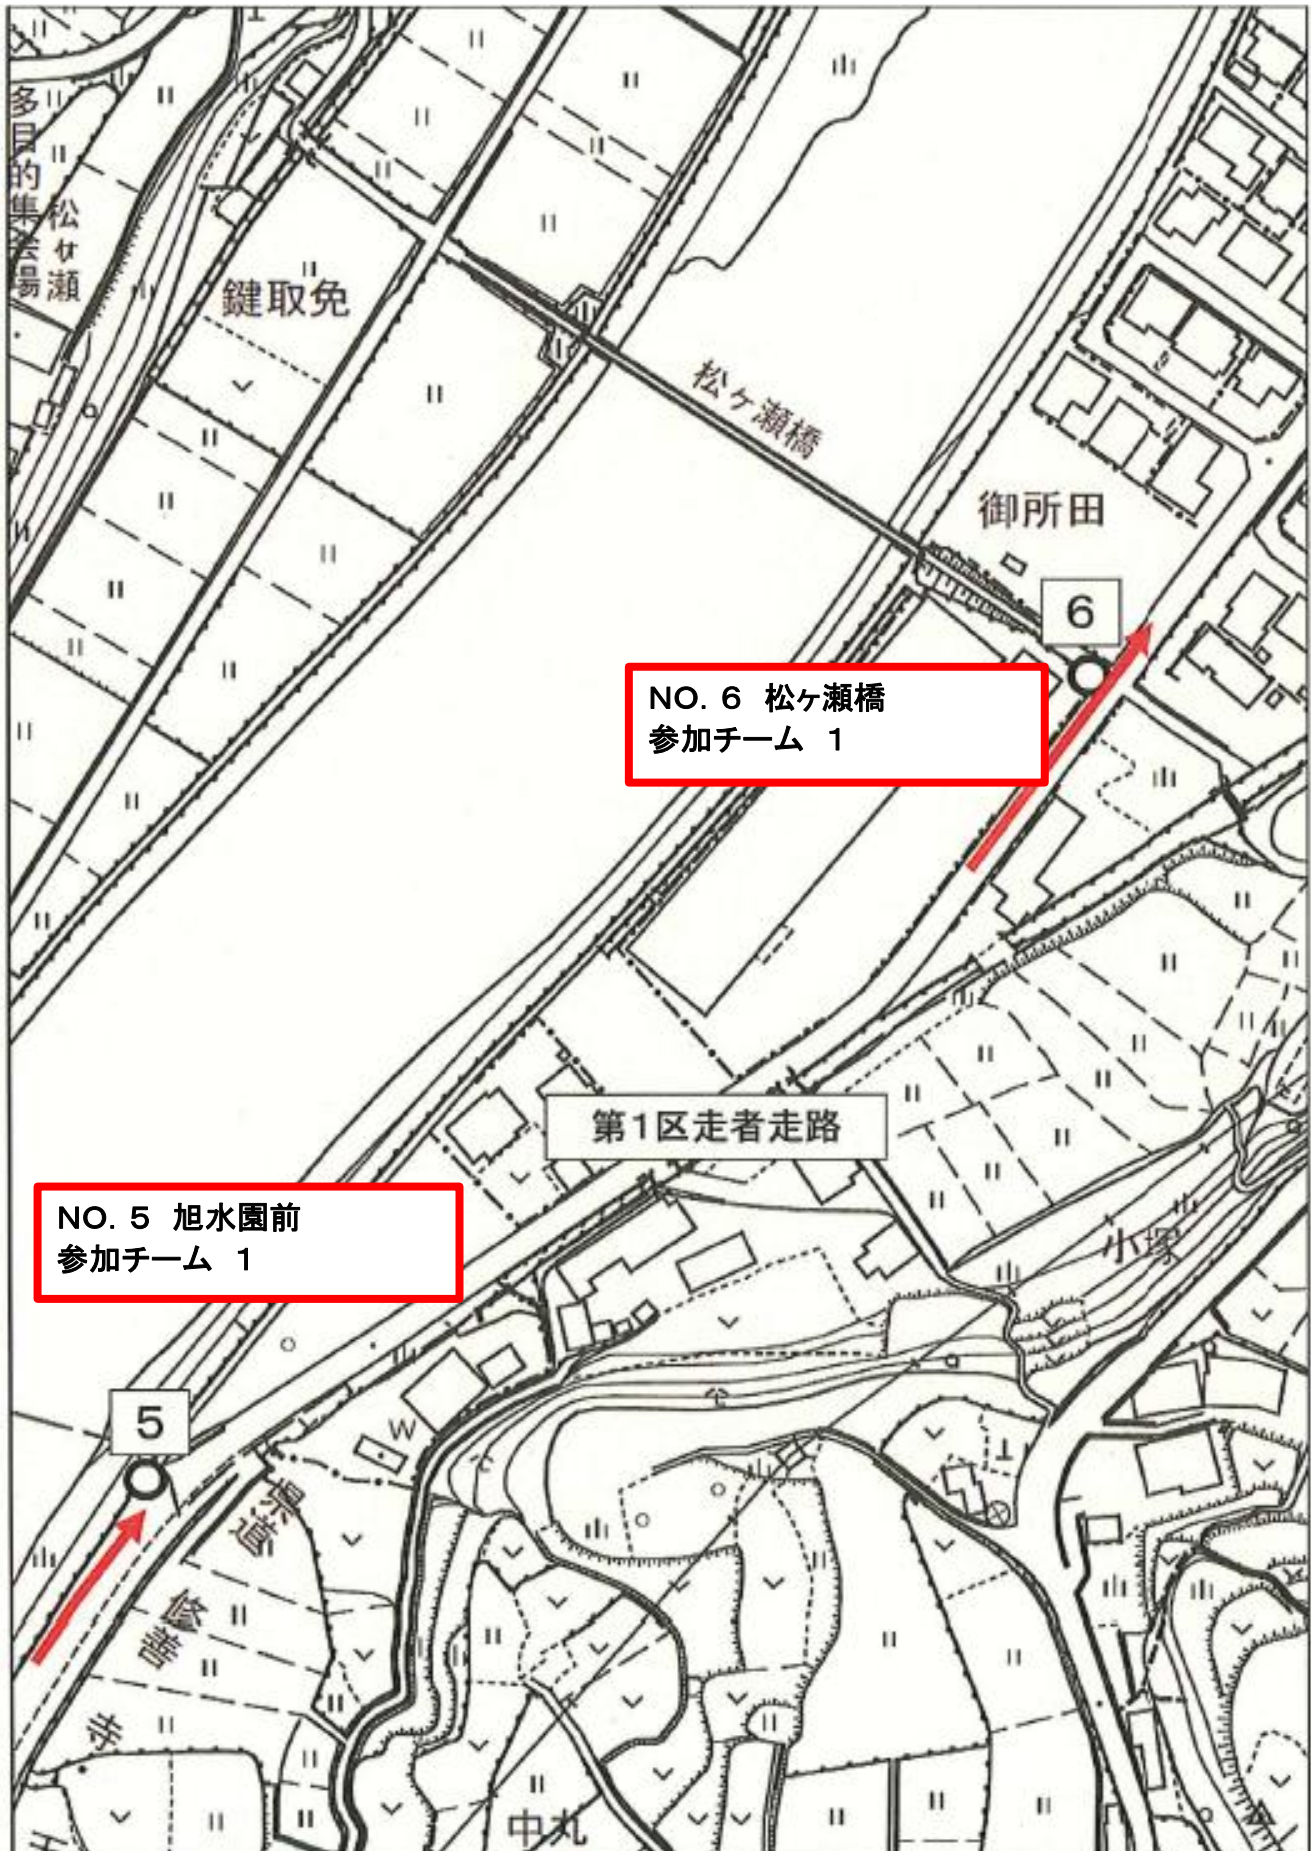 多目的集会場
松ヶ瀬
鍵取免
松ヶ瀬橋
御所田
6
NO. 6 松ヶ瀬橋
参加チーム 1
第1区走者走路
NO. 5 旭水園前
参加チーム 1
小塚
5
W
県道
修善
寺
中丸